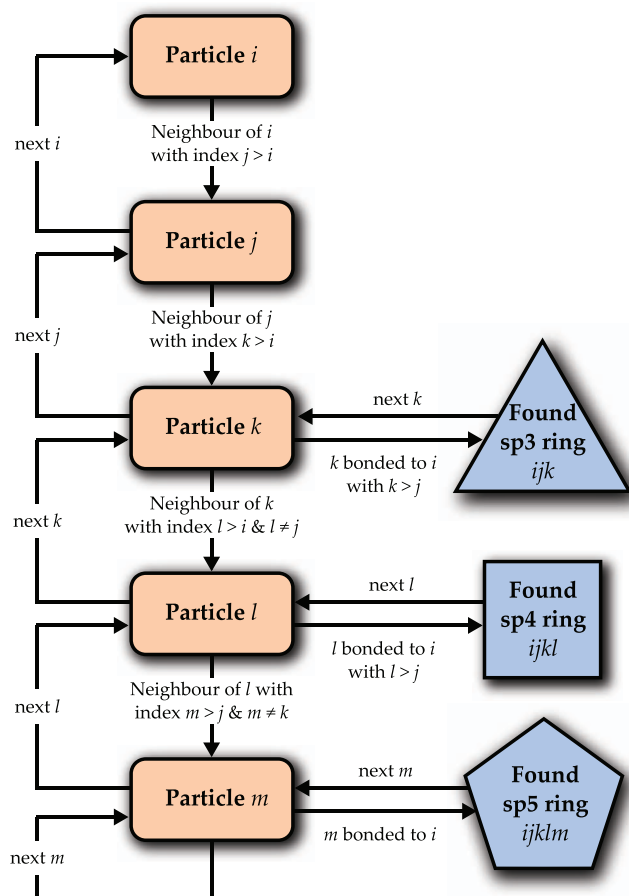 Particle i
next i
Neighbour of i
with index j > i
Particle j
next j
Neighbour of j
with index k > i
Particle k
next k
k bonded to i
with k > j
Found
sp3 ring
ijk
next k
Neighbour of k
with index l > i & l ≠ j
Particle l
next l
l bonded to i
with l > j
Found
sp4 ring
ijkl
next l
Neighbour of l with
index m > j & m ≠ k
Particle m
next m
m bonded to i
Found
sp5 ring
ijklm
next m